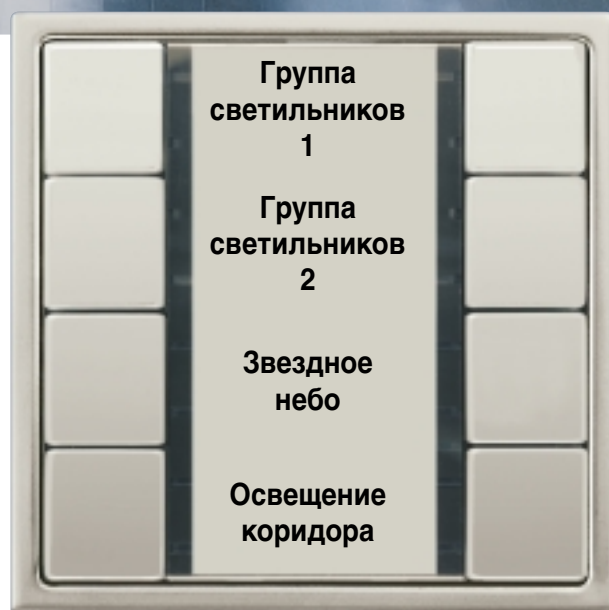 Группа
светильников
1
Группа
светильников
2
Звездное
небо
Освещение
коридора